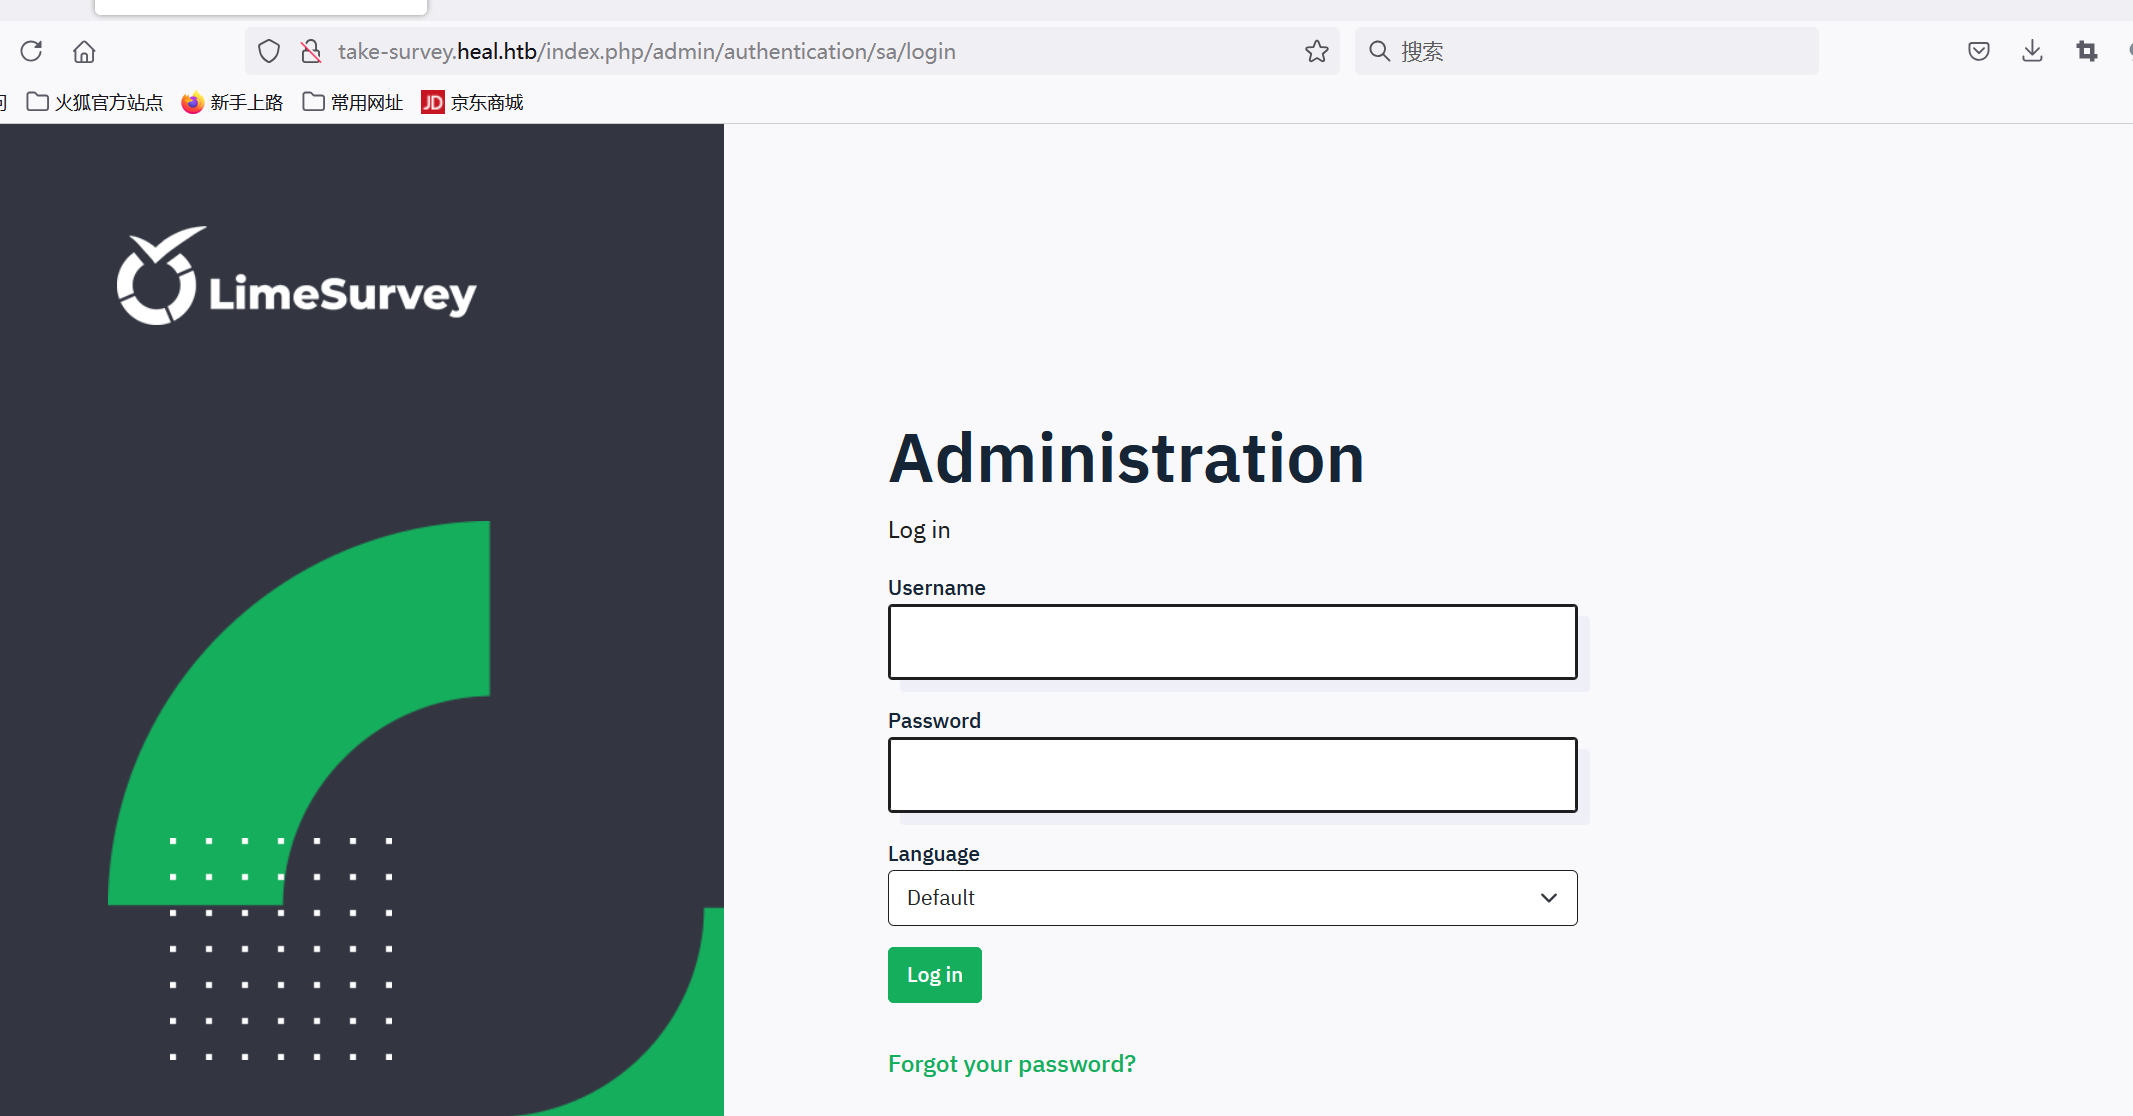 take-survey.heal.htb/index.php/admin/authentication/sa/login
搜索
火狐官方站点 新手上路 常用网址 JD 京东商城
LimeSurvey
Administration
Log in
Username
Password
Language
Default
Log in
Forgot your password?